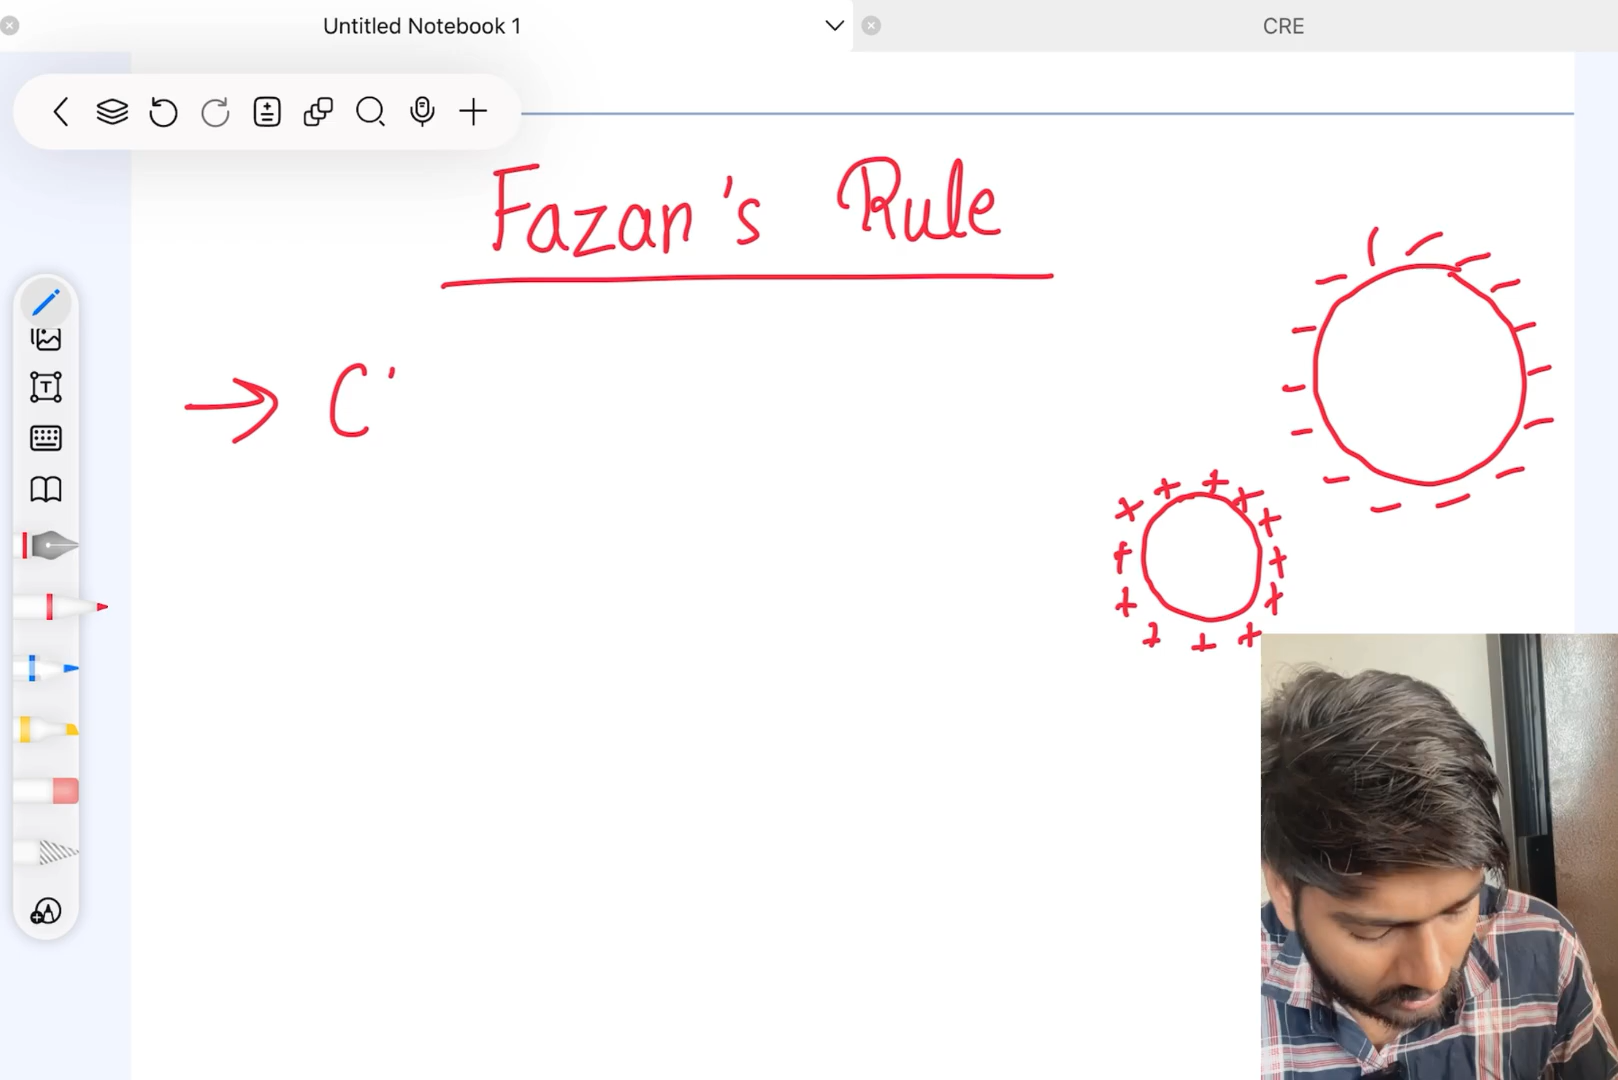 Untitled Notebook 1
CRE
Fazan's Rule
→ C'